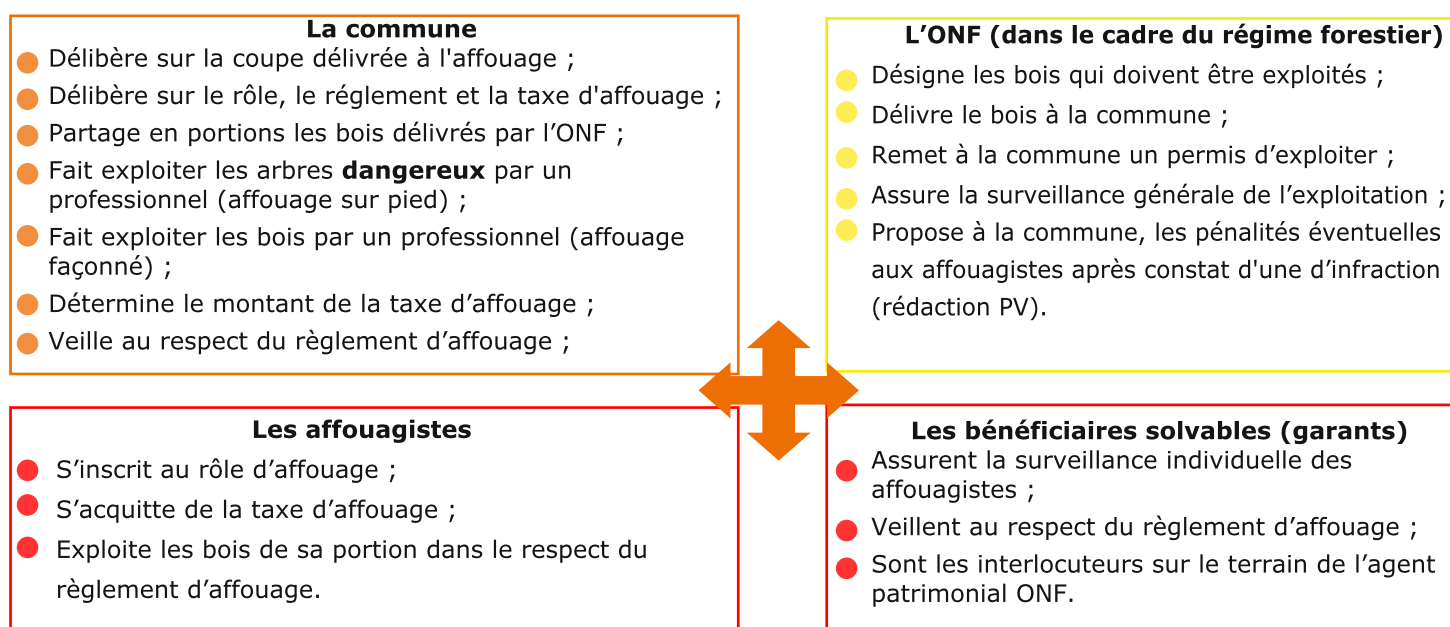 La commune
Délibère sur la coupe délivrée à l'affouage ;
Délibère sur le rôle, le réglement et la taxe d'affouage ;
Partage en portions les bois délivrés par l’ONF ;
Fait exploiter les arbres dangereux par un
professionnel (affouage sur pied) ;
Fait exploiter les bois par un professionnel (affouage
façonné) ;
Détermine le montant de la taxe d’affouage ;
Veille au respect du règlement d’affouage ;
L’ONF (dans le cadre du régime forestier)
Désigne les bois qui doivent être exploités ;
Délivre le bois à la commune ;
Remet à la commune un permis d’exploiter ;
Assure la surveillance générale de l’exploitation ;
Propose à la commune, les pénalités éventuelles
aux affouagistes après constat d'une d’infraction
(rédaction PV).
Les affouagistes
S’inscrit au rôle d’affouage ;
S’acquitte de la taxe d’affouage ;
Exploite les bois de sa portion dans le respect du
règlement d’affouage.
Les bénéficiaires solvables (garants)
Assurent la surveillance individuelle des
affouagistes ;
Veillent au respect du règlement d’affouage ;
Sont les interlocuteurs sur le terrain de l’agent
patrimonial ONF.